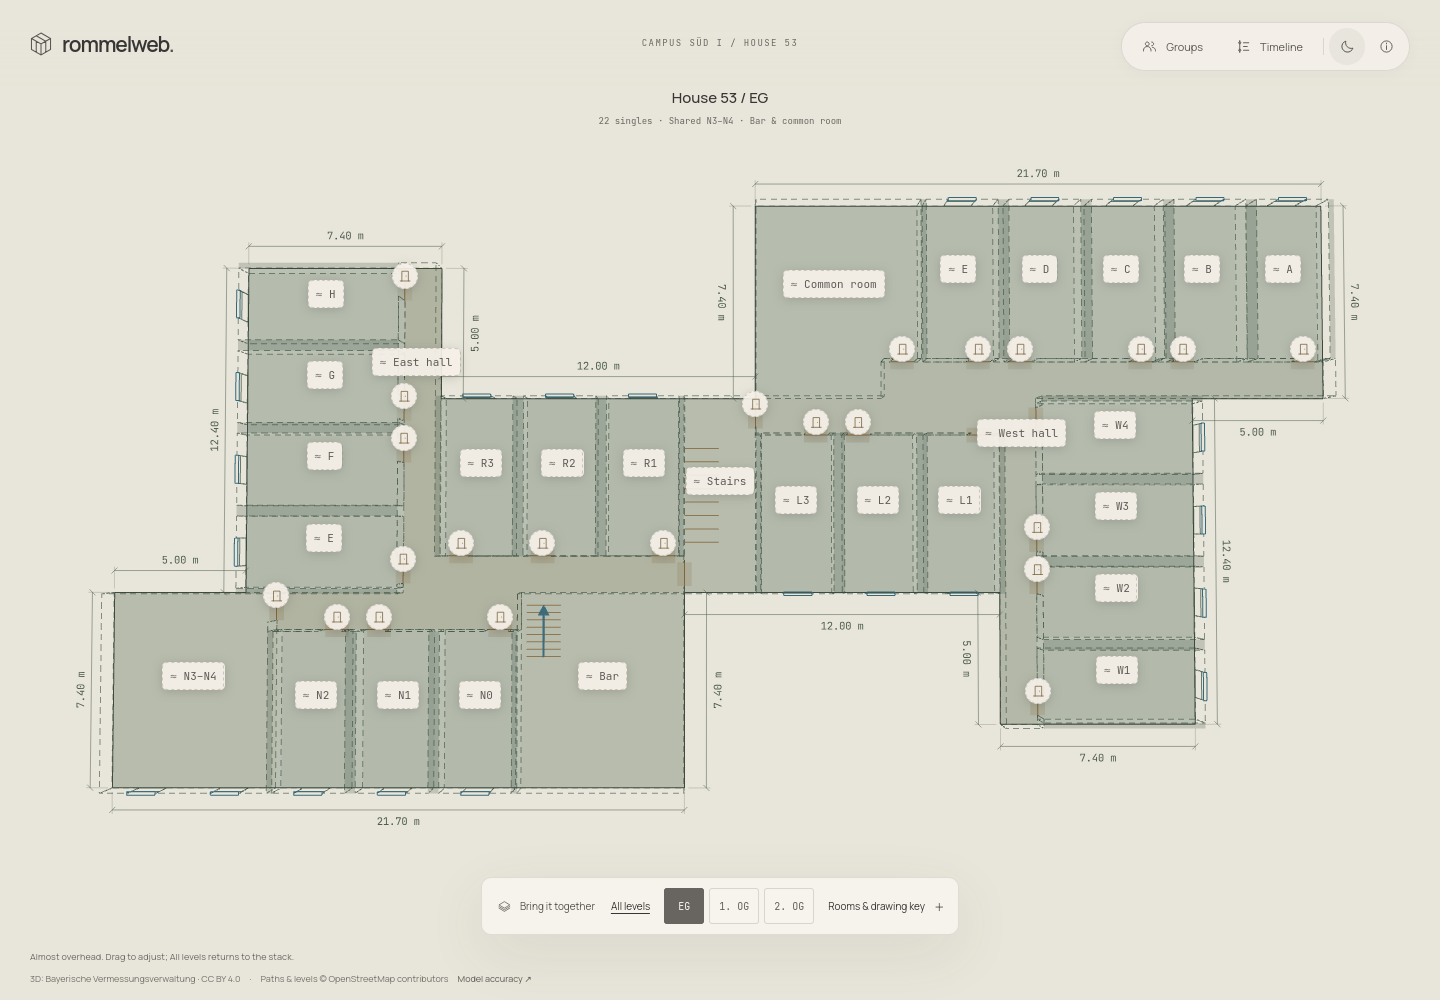 rommelweb.
CAMPUS SÜD I / HOUSE 53
Groups
Timeline
House 53 / EG
22 singles · Shared N3–N4 · Bar & common room
21.70 m
7.40 m
≈ E
≈ D
≈ C
≈ B
≈ A
≈ Common room
≈ H
7.40 m
7.40 m
5.00 m
≈ East hall
12.00 m
≈ G
12.40 m
≈ W4
5.00 m
≈ West hall
≈ F
≈ R3
≈ R2
≈ R1
≈ Stairs
≈ L3
≈ L2
≈ L1
≈ W3
≈ E
5.00 m
12.40 m
≈ W2
12.00 m
5.00 m
≈ W1
≈ N3–N4
≈ Bar
7.40 m
7.40 m
≈ N2
≈ N1
≈ N0
7.40 m
21.70 m
Bring it together
All levels
EG
1. OG
2. OG
Rooms & drawing key +
Almost overhead. Drag to adjust; All levels returns to the stack.
3D: Bayerische Vermessungsverwaltung · CC BY 4.0 · Paths & levels © OpenStreetMap contributors Model accuracy ↗